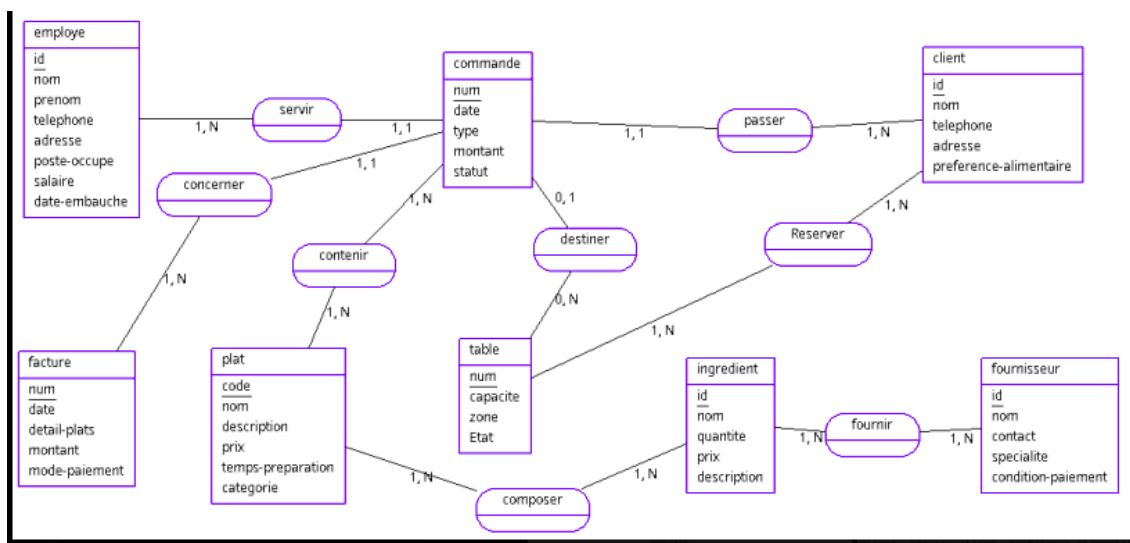 employe
id
nom
prenom
telephone
adresse
poste-occupe
salaire
date-embauche
servir
1, N
1, 1
commande
num
date
type
montant
statut
passer
1, 1
1, N
client
id
nom
telephone
adresse
preference-alimentaire
concerner
1, 1
1, N
contenir
1, N
1, N
destiner
0, 1
0, N
Reserver
1, N
1, N
facture
num
date
detail-plats
montant
mode-paiement
plat
code
nom
description
prix
temps-preparation
categorie
table
num
capacite
zone
Etat
ingredient
id
nom
quantite
prix
description
fournir
1, N
1, N
fournisseur
id
nom
contact
specialite
condition-paiement
composer
1, N
1, N